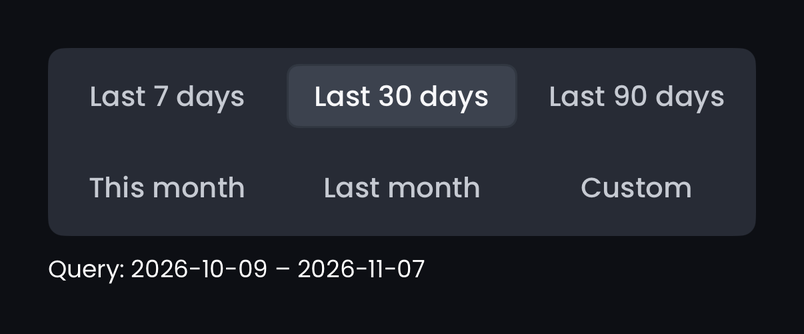 Last 7 days Last 30 days Last 90 days
This month Last month Custom
Query: 2026-10-09 – 2026-11-07